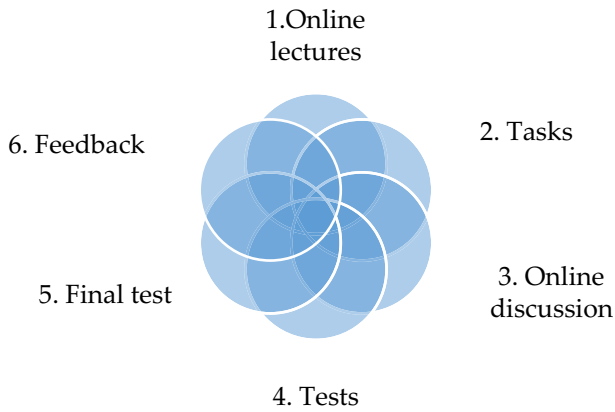 1.Online
lectures
2. Tasks
3. Online
discussion
4. Tests
5. Final test
6. Feedback